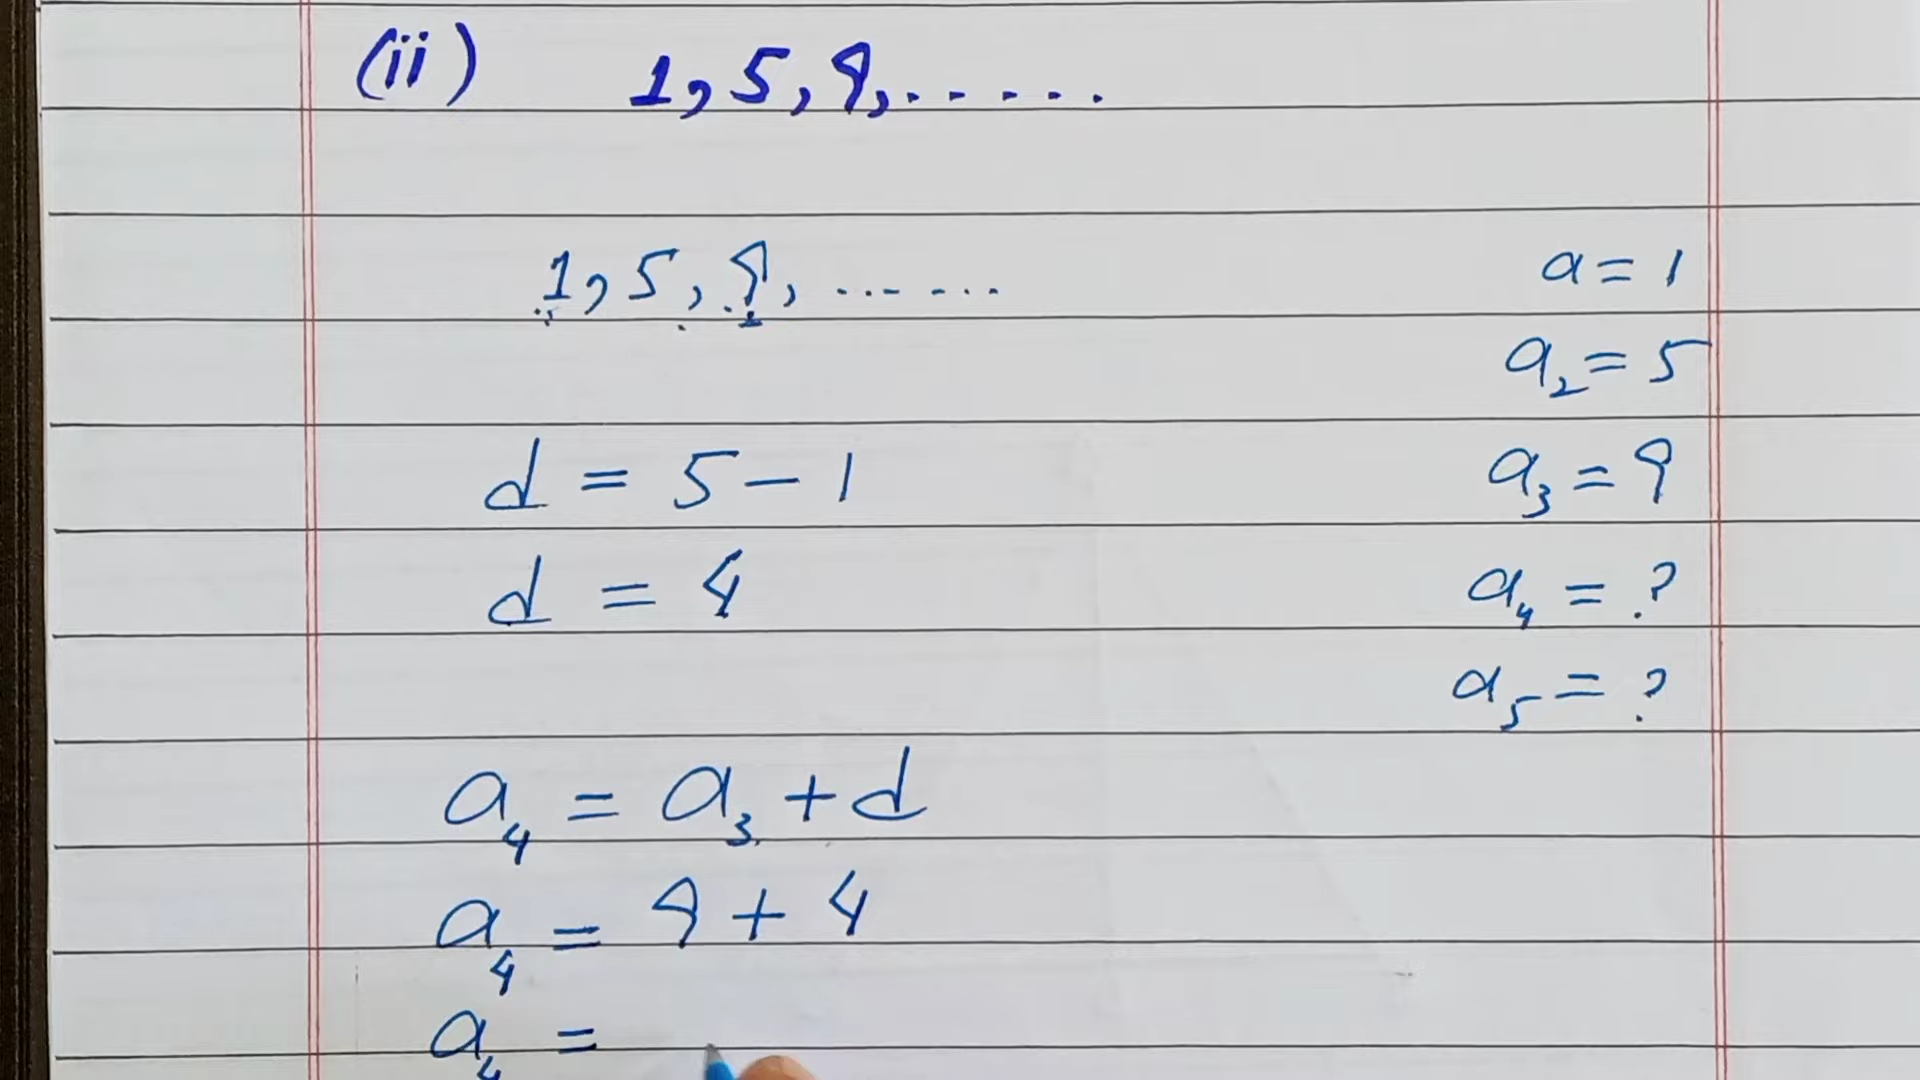 (ii) 1, 5, 9, . . . . .
1, 5, 9, ... ...
a = 1
a₂ = 5
d = 5 - 1
a₃ = 9
d = 4
a₄ = ?
a₅ = ?
a₄ = a₃ + d
a₄ = 9 + 4
a₄ =